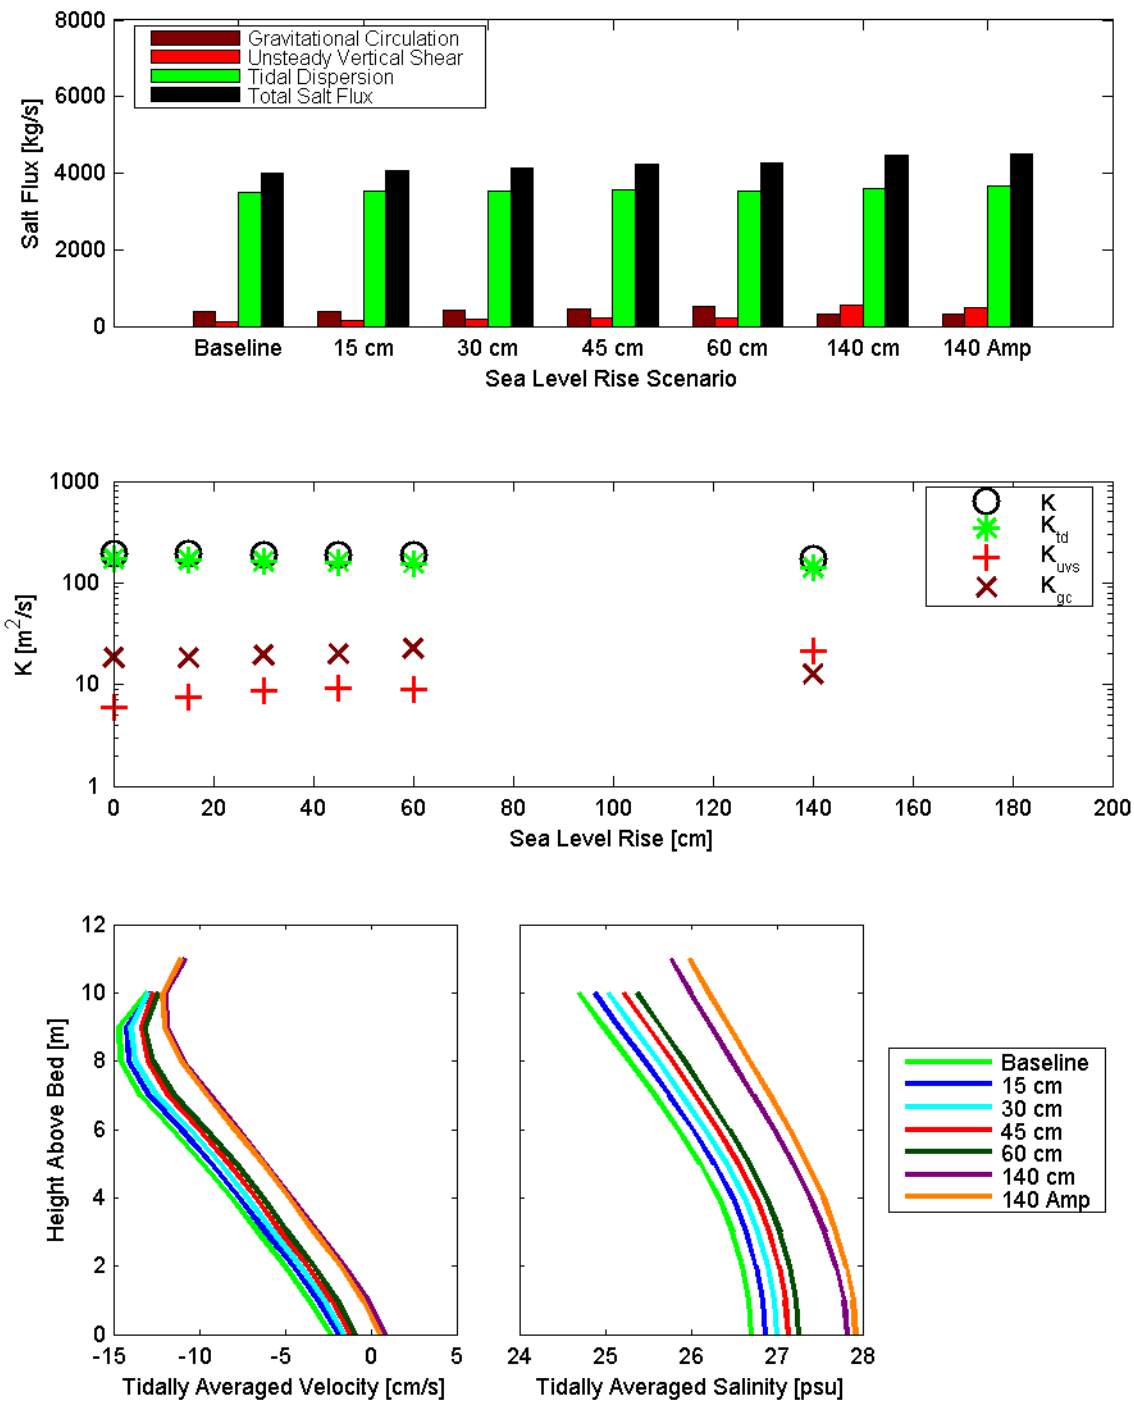 8000
6000
4000
2000
0
Salt Flux [kg/s]
Gravitational Circulation
Unsteady Vertical Shear
Tidal Dispersion
Total Salt Flux
Baseline 15 cm 30 cm 45 cm 60 cm 140 cm 140 Amp
Sea Level Rise Scenario
1000
100
10
1
K [m²/s]
K
K_td
K_uvs
K_gc
0 20 40 60 80 100 120 140 160 180 200
Sea Level Rise [cm]
12
10
8
6
4
2
0
Height Above Bed [m]
-15 -10 -5 0 5
Tidally Averaged Velocity [cm/s]
24 25 26 27 28
Tidally Averaged Salinity [psu]
Baseline
15 cm
30 cm
45 cm
60 cm
140 cm
140 Amp